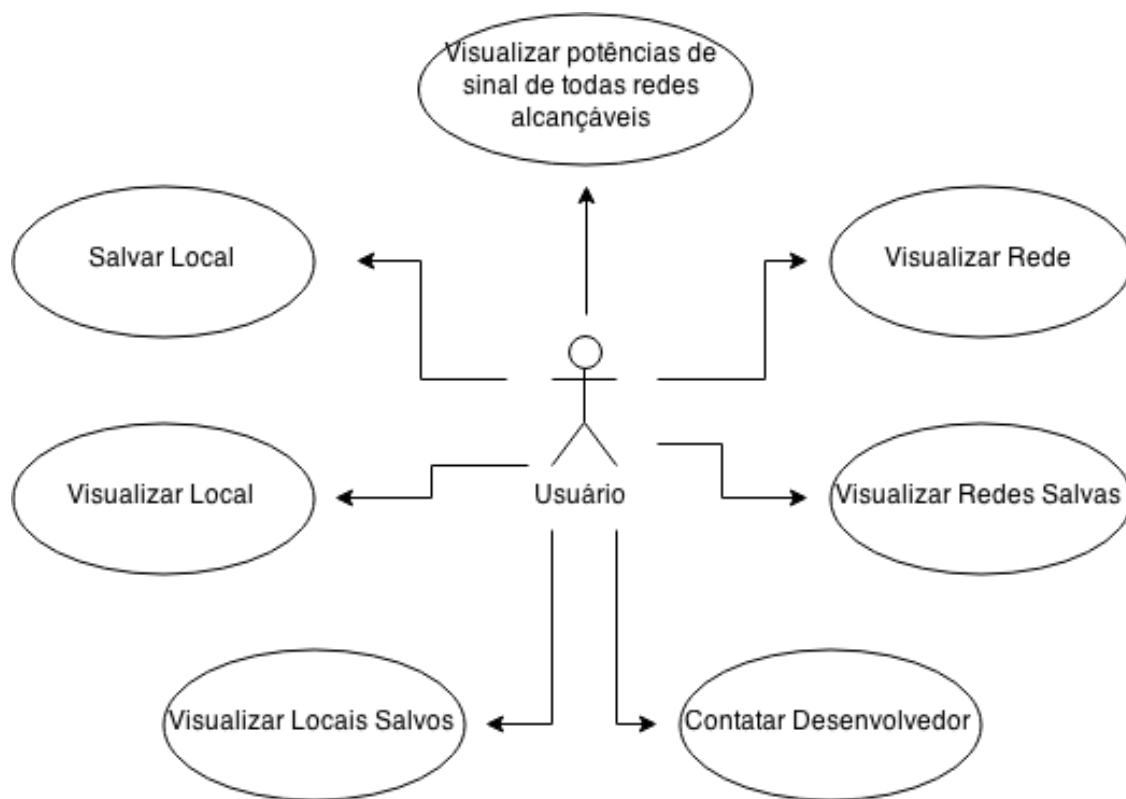 Visualizar potências de
sinal de todas redes
alcançáveis
Salvar Local
Visualizar Rede
Visualizar Local
Usuário
Visualizar Redes Salvas
Visualizar Locais Salvos
Contatar Desenvolvedor